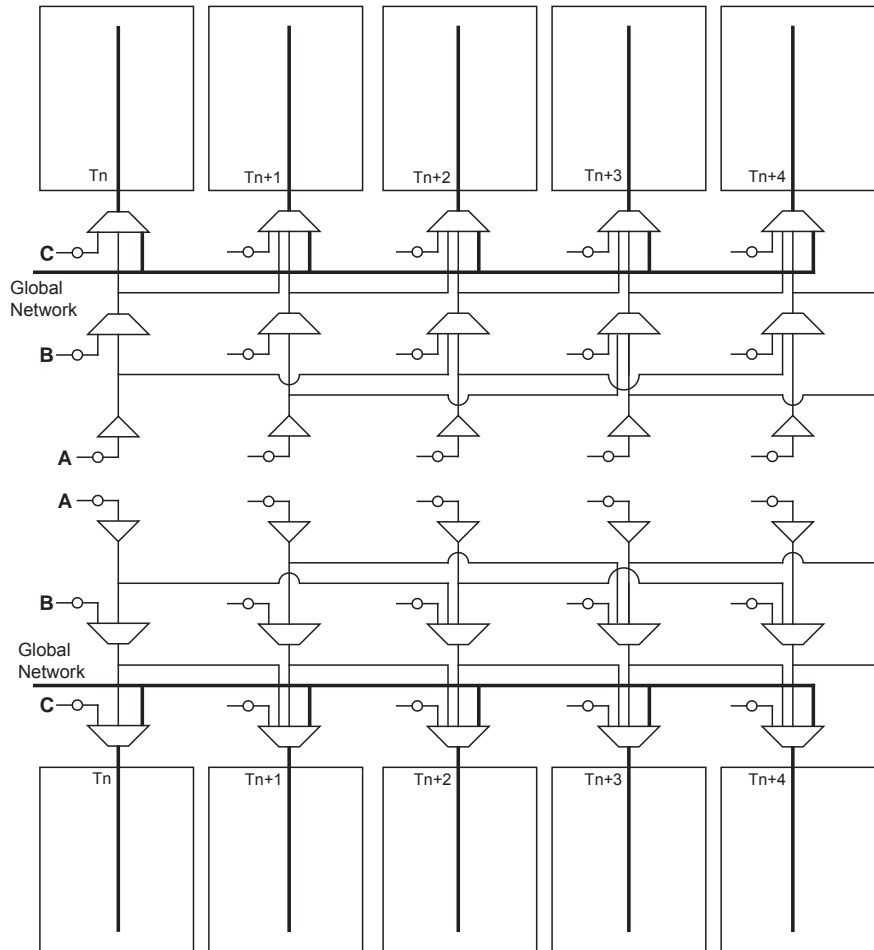 Tn
Tn+1
Tn+2
Tn+3
Tn+4
C
Global
Network
B
A
A
B
Global
Network
C
Tn
Tn+1
Tn+2
Tn+3
Tn+4